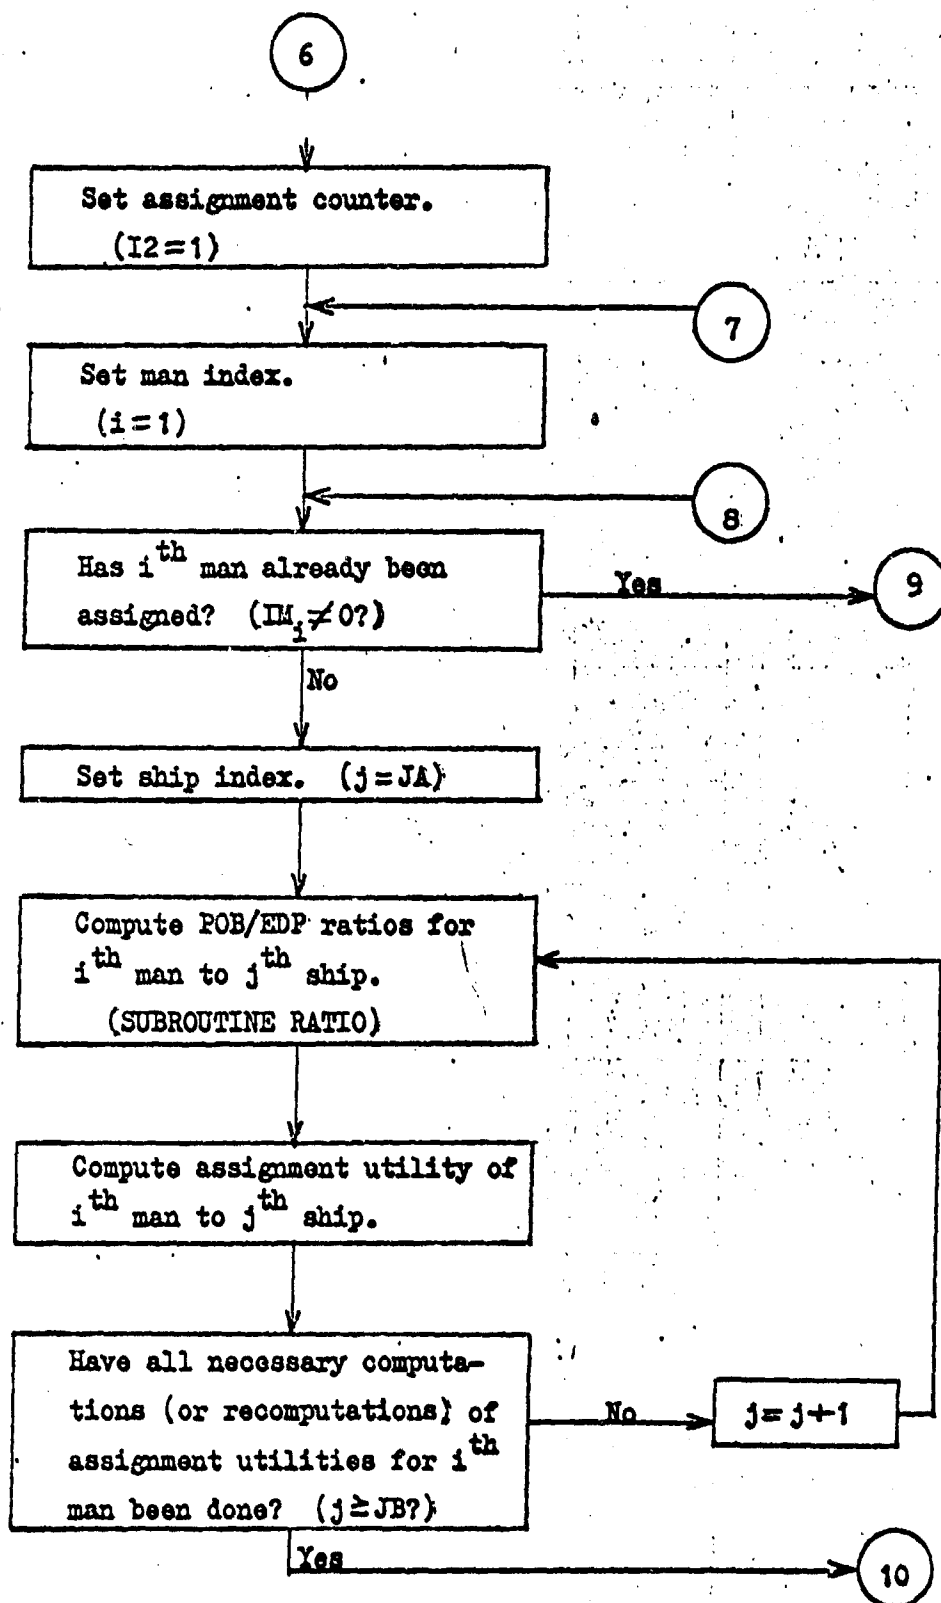 6
Set assignment counter.
(I2=1)
7
Set man index.
(i=1)
8
Has i^th man already been
assigned? (IM_i≠0?)
Yes
9
No
Set ship index. (j=JA)
Compute POB/EDP ratios for
i^th man to j^th ship.
(SUBROUTINE RATIO)
Compute assignment utility of
i^th man to j^th ship.
Have all necessary computa-
tions (or recomputations) of
assignment utilities for i^th
man been done? (j≥JB?)
No
j=j+1
Yes
10